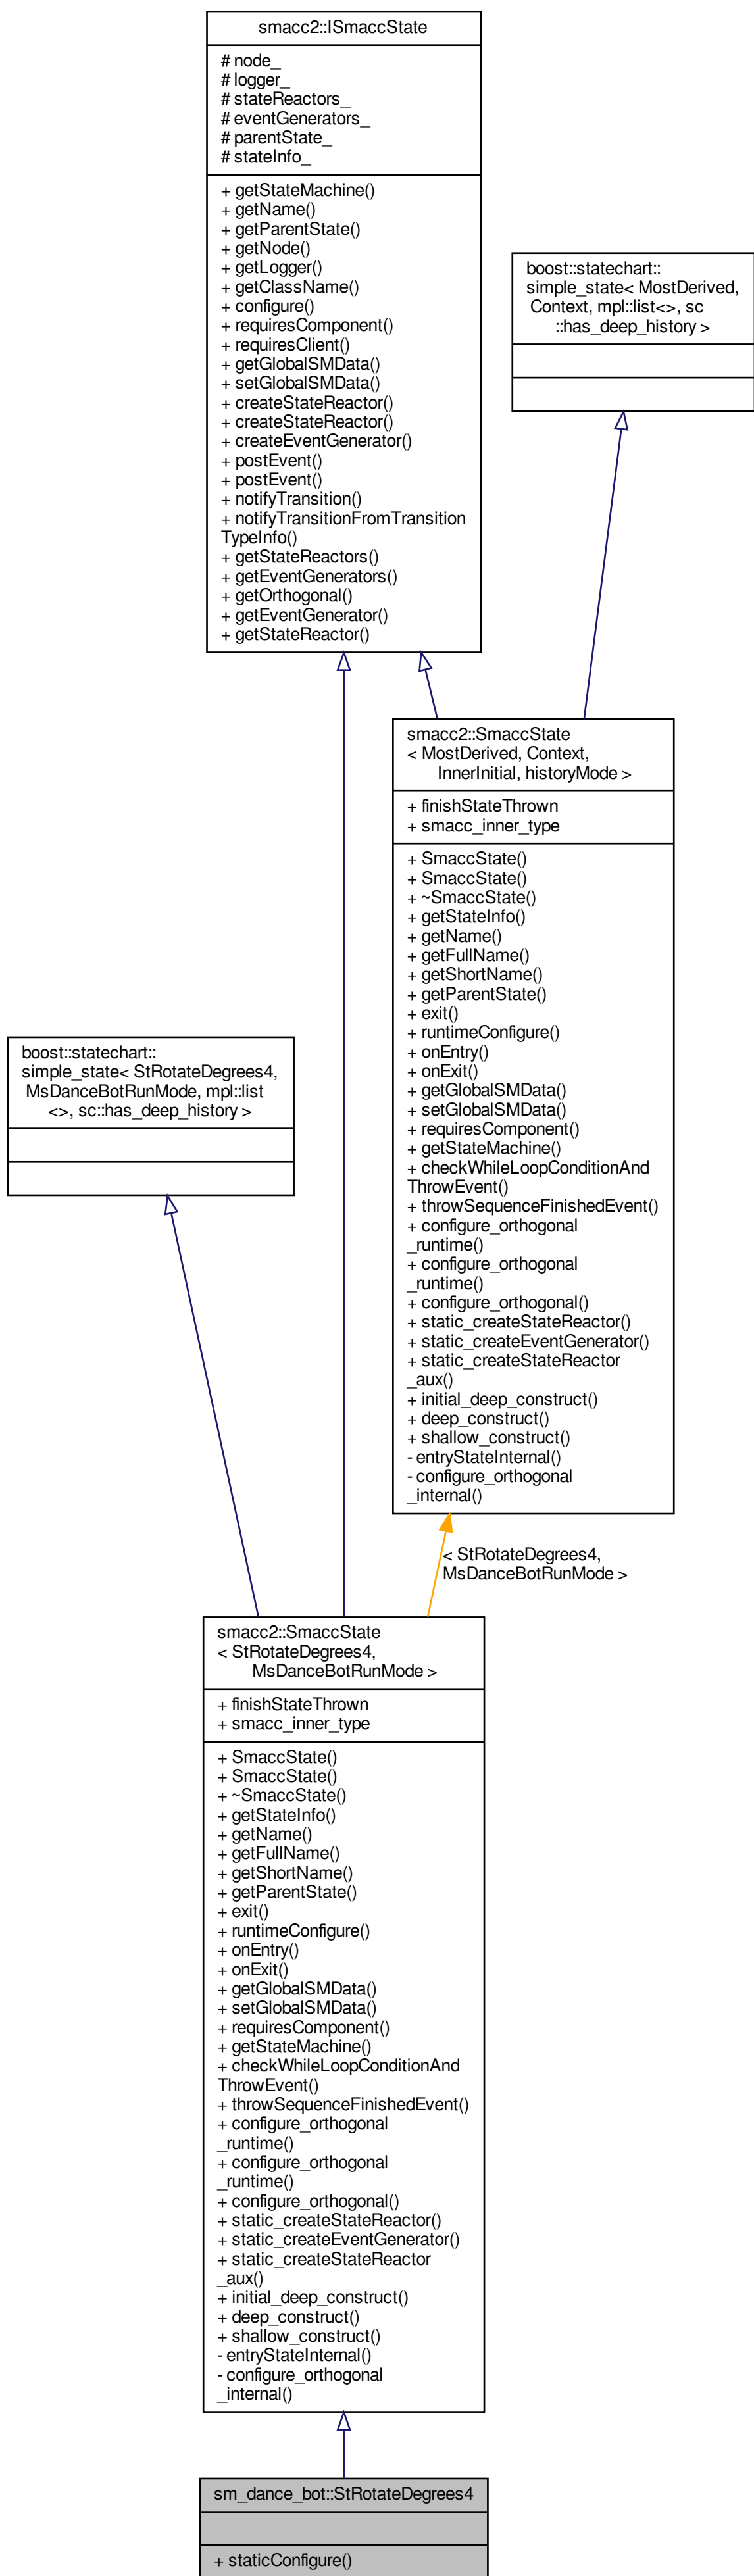 smacc2::ISmaccState
# node_
# logger_
# stateReactors_
# eventGenerators_
# parentState_
# stateInfo_
+ getStateMachine()
+ getName()
+ getParentState()
+ getNode()
+ getLogger()
+ getClassName()
+ configure()
+ requiresComponent()
+ requiresClient()
+ getGlobalSMData()
+ setGlobalSMData()
+ createStateReactor()
+ createStateReactor()
+ createEventGenerator()
+ postEvent()
+ postEvent()
+ notifyTransition()
+ notifyTransitionFromTransition
TypeInfo()
+ getStateReactors()
+ getEventGenerators()
+ getOrthogonal()
+ getEventGenerator()
+ getStateReactor()
boost::statechart::
simple_state< MostDerived,
Context, mpl::list<>, sc
::has_deep_history >
smacc2::SmaccState
< MostDerived, Context,
InnerInitial, historyMode >
+ finishStateThrown
+ smacc_inner_type
+ SmaccState()
+ SmaccState()
+ ~SmaccState()
+ getStateInfo()
+ getName()
+ getFullName()
+ getShortName()
+ getParentState()
+ exit()
+ runtimeConfigure()
+ onEntry()
+ onExit()
+ getGlobalSMData()
+ setGlobalSMData()
+ requiresComponent()
+ getStateMachine()
+ checkWhileLoopConditionAnd
ThrowEvent()
+ throwSequenceFinishedEvent()
+ configure_orthogonal
_runtime()
+ configure_orthogonal
_runtime()
+ configure_orthogonal()
+ static_createStateReactor()
+ static_createEventGenerator()
+ static_createStateReactor
_aux()
+ initial_deep_construct()
+ deep_construct()
+ shallow_construct()
- entryStateInternal()
- configure_orthogonal
_internal()
boost::statechart::
simple_state< StRotateDegrees4,
MsDanceBotRunMode, mpl::list
<>, sc::has_deep_history >
< StRotateDegrees4,
MsDanceBotRunMode >
smacc2::SmaccState
< StRotateDegrees4,
MsDanceBotRunMode >
+ finishStateThrown
+ smacc_inner_type
+ SmaccState()
+ SmaccState()
+ ~SmaccState()
+ getStateInfo()
+ getName()
+ getFullName()
+ getShortName()
+ getParentState()
+ exit()
+ runtimeConfigure()
+ onEntry()
+ onExit()
+ getGlobalSMData()
+ setGlobalSMData()
+ requiresComponent()
+ getStateMachine()
+ checkWhileLoopConditionAnd
ThrowEvent()
+ throwSequenceFinishedEvent()
+ configure_orthogonal
_runtime()
+ configure_orthogonal
_runtime()
+ configure_orthogonal()
+ static_createStateReactor()
+ static_createEventGenerator()
+ static_createStateReactor
_aux()
+ initial_deep_construct()
+ deep_construct()
+ shallow_construct()
- entryStateInternal()
- configure_orthogonal
_internal()
sm_dance_bot::StRotateDegrees4
+ staticConfigure()